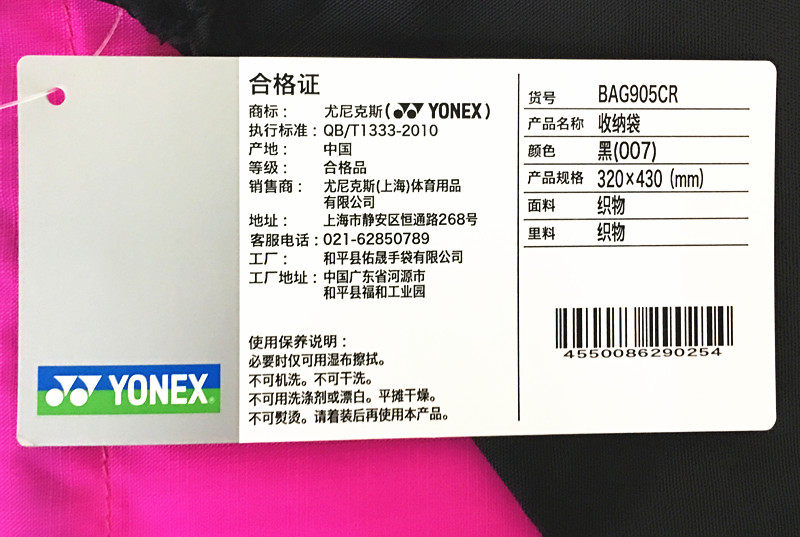 合格证
商标： 尤尼克斯(YONEX)
执行标准：QB/T1333-2010
产地： 中国
等级： 合格品
销售商： 尤尼克斯(上海)体育用品
有限公司
地址： 上海市静安区恒通路268号
客服电话：021-62850789
工厂： 和平县佑晟手袋有限公司
工厂地址：中国广东省河源市
和平县福和工业园
使用保养说明：
必要时仅可用湿布擦拭。
不可机洗。不可干洗。
不可用洗涤剂或漂白。平摊干燥。
不可熨烫。请着装后再使用本产品。
YONEX®
货号 BAG905CR
产品名称 收纳袋
颜色 黑(007)
产品规格 320×430 (mm)
面料 织物
里料 织物
4550086290254